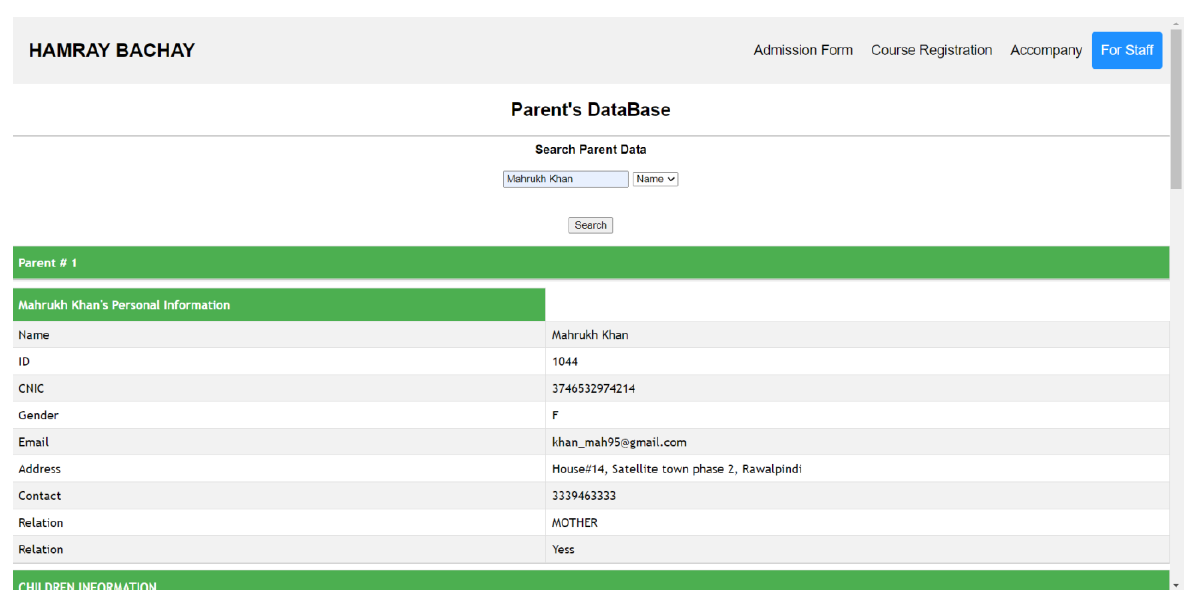 HAMRAY BACHAY Admission Form Course Registration Accompany For Staff
Parent's DataBase
Search Parent Data
Mahrukh Khan Name
Search
Parent # 1
Mahrukh Khan's Personal Information
Name Mahrukh Khan
ID 1044
CNIC 3746532974214
Gender F
Email khan_mah95@gmail.com
Address House#14, Satellite town phase 2, Rawalpindi
Contact 3339463333
Relation MOTHER
Relation Yess
CHILDREN INFORMATION